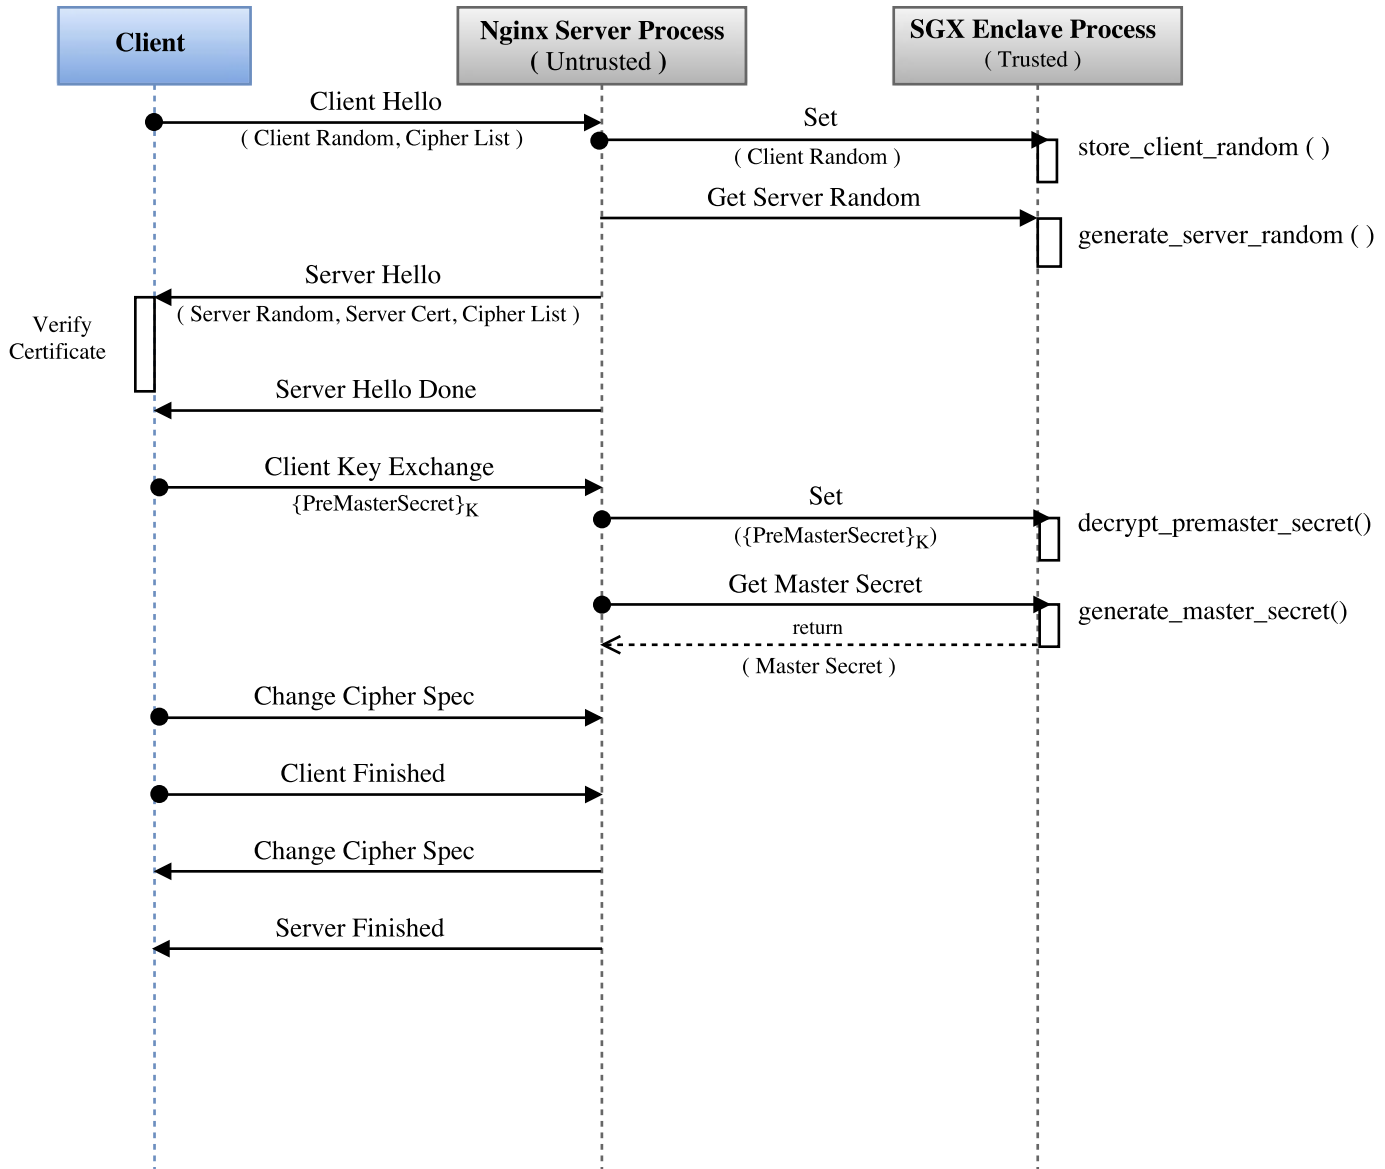 Client
Nginx Server Process
( Untrusted )
SGX Enclave Process
( Trusted )
Client Hello
( Client Random, Cipher List )
Set
( Client Random )
store_client_random ( )
Get Server Random
generate_server_random ( )
Server Hello
( Server Random, Server Cert, Cipher List )
Verify
Certificate
Server Hello Done
Client Key Exchange
{PreMasterSecret}K
Set
({PreMasterSecret}K)
decrypt_premaster_secret()
Get Master Secret
generate_master_secret()
return
( Master Secret )
Change Cipher Spec
Client Finished
Change Cipher Spec
Server Finished